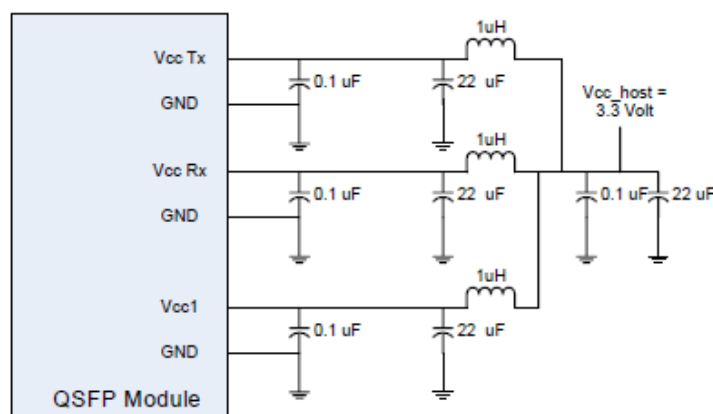 1uH
Vcc Tx
0.1 uF
22 uF
GND
Vcc_host =
3.3 Volt
1uH
Vcc Rx
0.1 uF
22 uF
0.1 uF
22 uF
GND
1uH
Vcc1
0.1 uF
22 uF
GND
QSFP Module